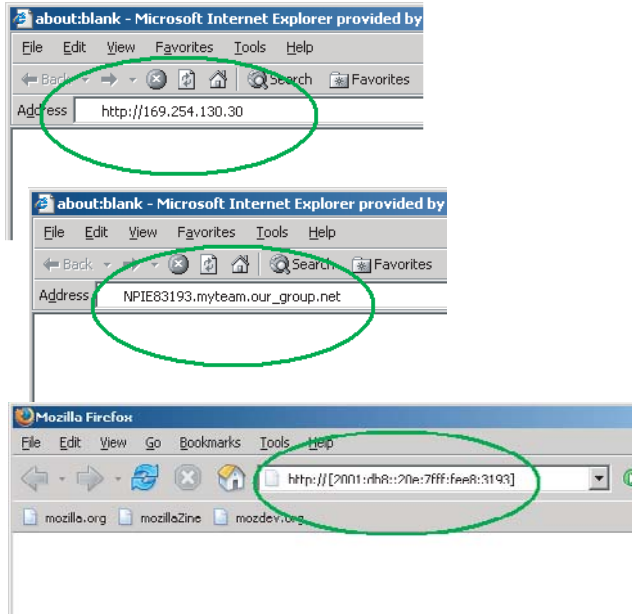 about:blank - Microsoft Internet Explorer provided by
File Edit View Favorites Tools Help
Back Search Favorites
Address http://169.254.130.30
about:blank - Microsoft Internet Explorer provided by
File Edit View Favorites Tools Help
Back Search Favorites
Address NPIE83193.myteam.our_group.net
Mozilla Firefox
File Edit View Go Bookmarks Tools Help
http://[2001:db8::20e:7fff:fee8:3193]
mozilla.org mozillaZine mozdev.org